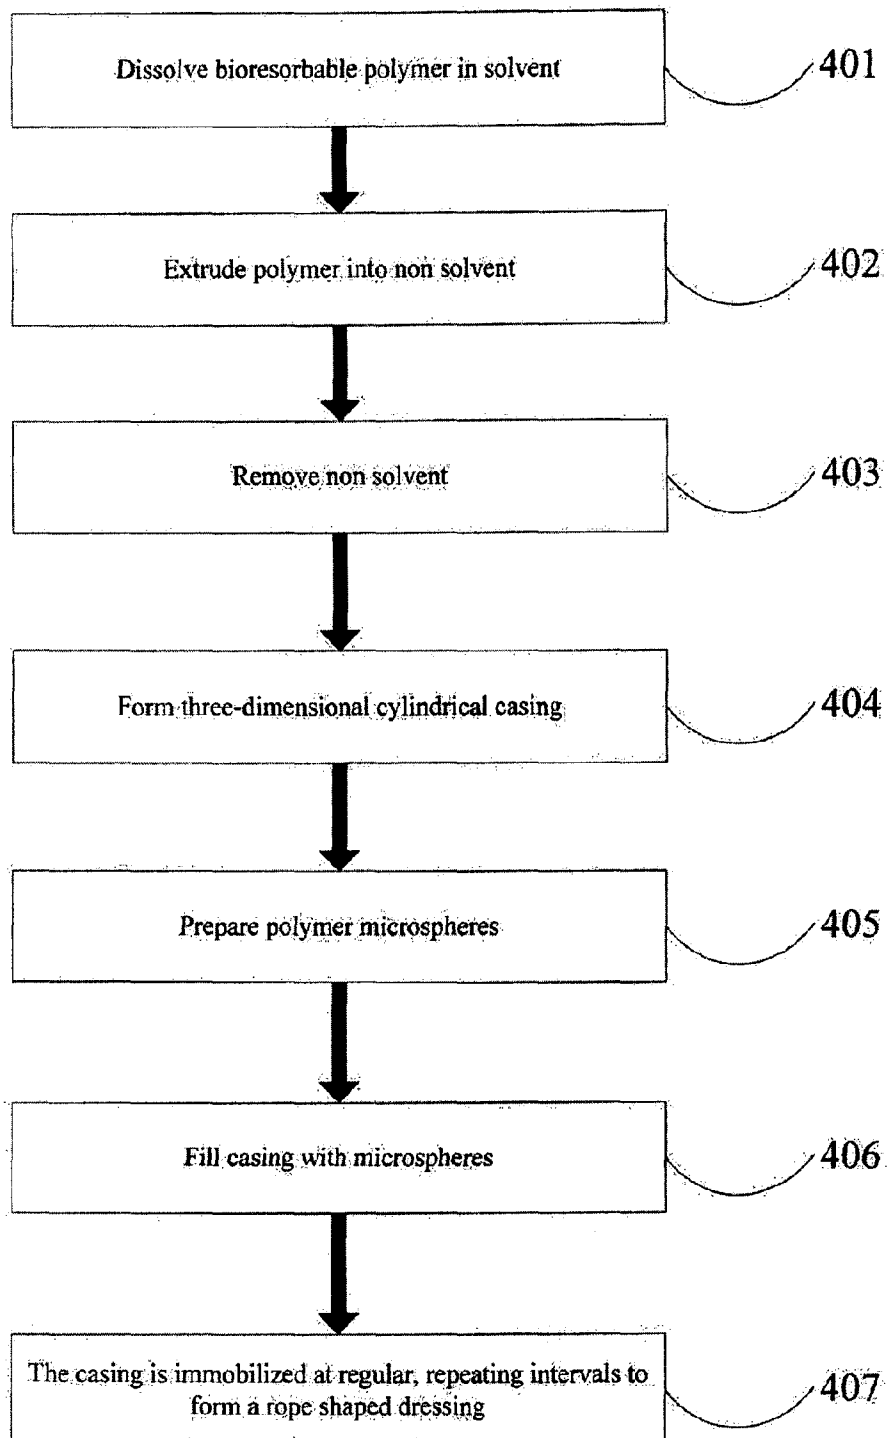 Dissolve bioresorbable polymer in solvent
401
Extrude polymer into non solvent
402
Remove non solvent
403
Form three-dimensional cylindrical casing
404
Prepare polymer microspheres
405
Fill casing with microspheres
406
The casing is immobilized at regular, repeating intervals to
form a rope shaped dressing
407